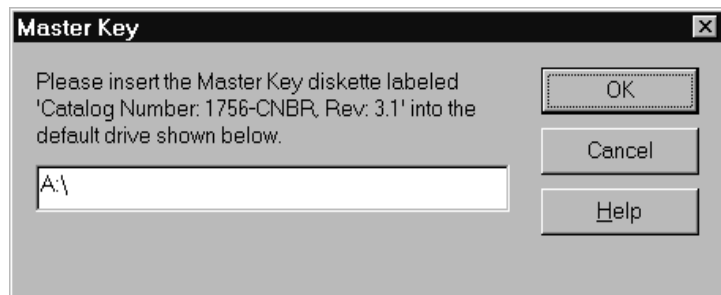 Master Key
Please insert the Master Key diskette labeled
'Catalog Number: 1756-CNBR, Rev: 3.1' into the
default drive shown below.
A:\
OK
Cancel
Help